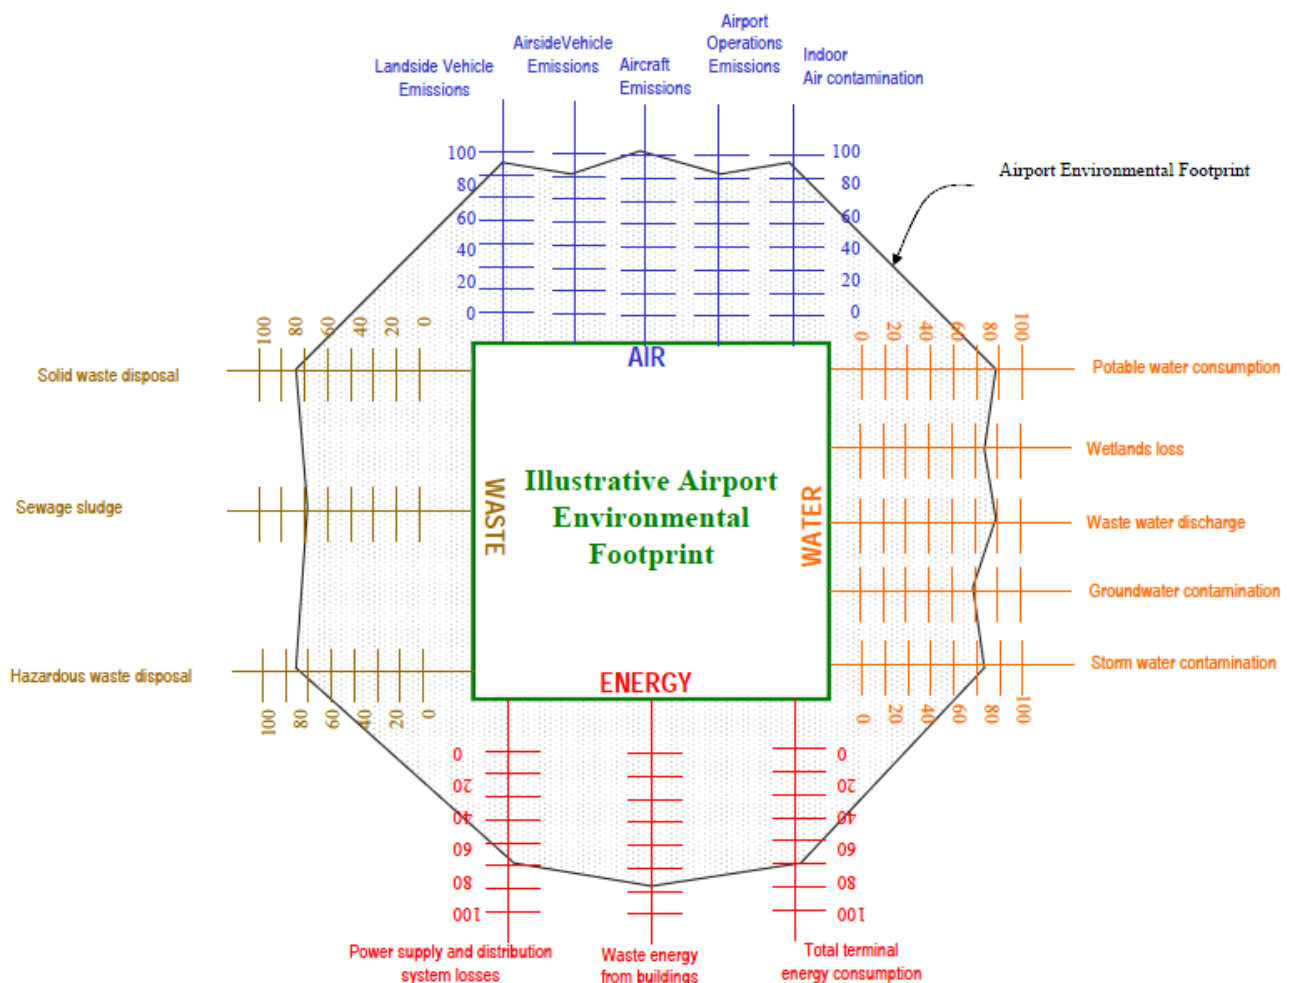 Airport
AirsideVehicle
Operations
Indoor
Landside Vehicle
Emissions
Aircraft
Emissions
Air contamination
Emissions
Emissions
100
100
80
80
60
60
40
40
20
20
0
0
Airport Environmental Footprint
100
80
60
40
20
0
0
20
40
60
80
100
AIR
Solid waste disposal
Potable water consumption
Wetlands loss
Illustrative Airport
Environmental
Footprint
WASTE
WATER
Sewage sludge
Waste water discharge
Groundwater contamination
Storm water contamination
Hazardous waste disposal
ENERGY
100
80
60
40
20
0
0
20
40
60
80
100
0
0
20
20
40
40
60
60
80
80
100
100
Power supply and distribution
system losses
Waste energy
from buildings
Total terminal
energy consumption